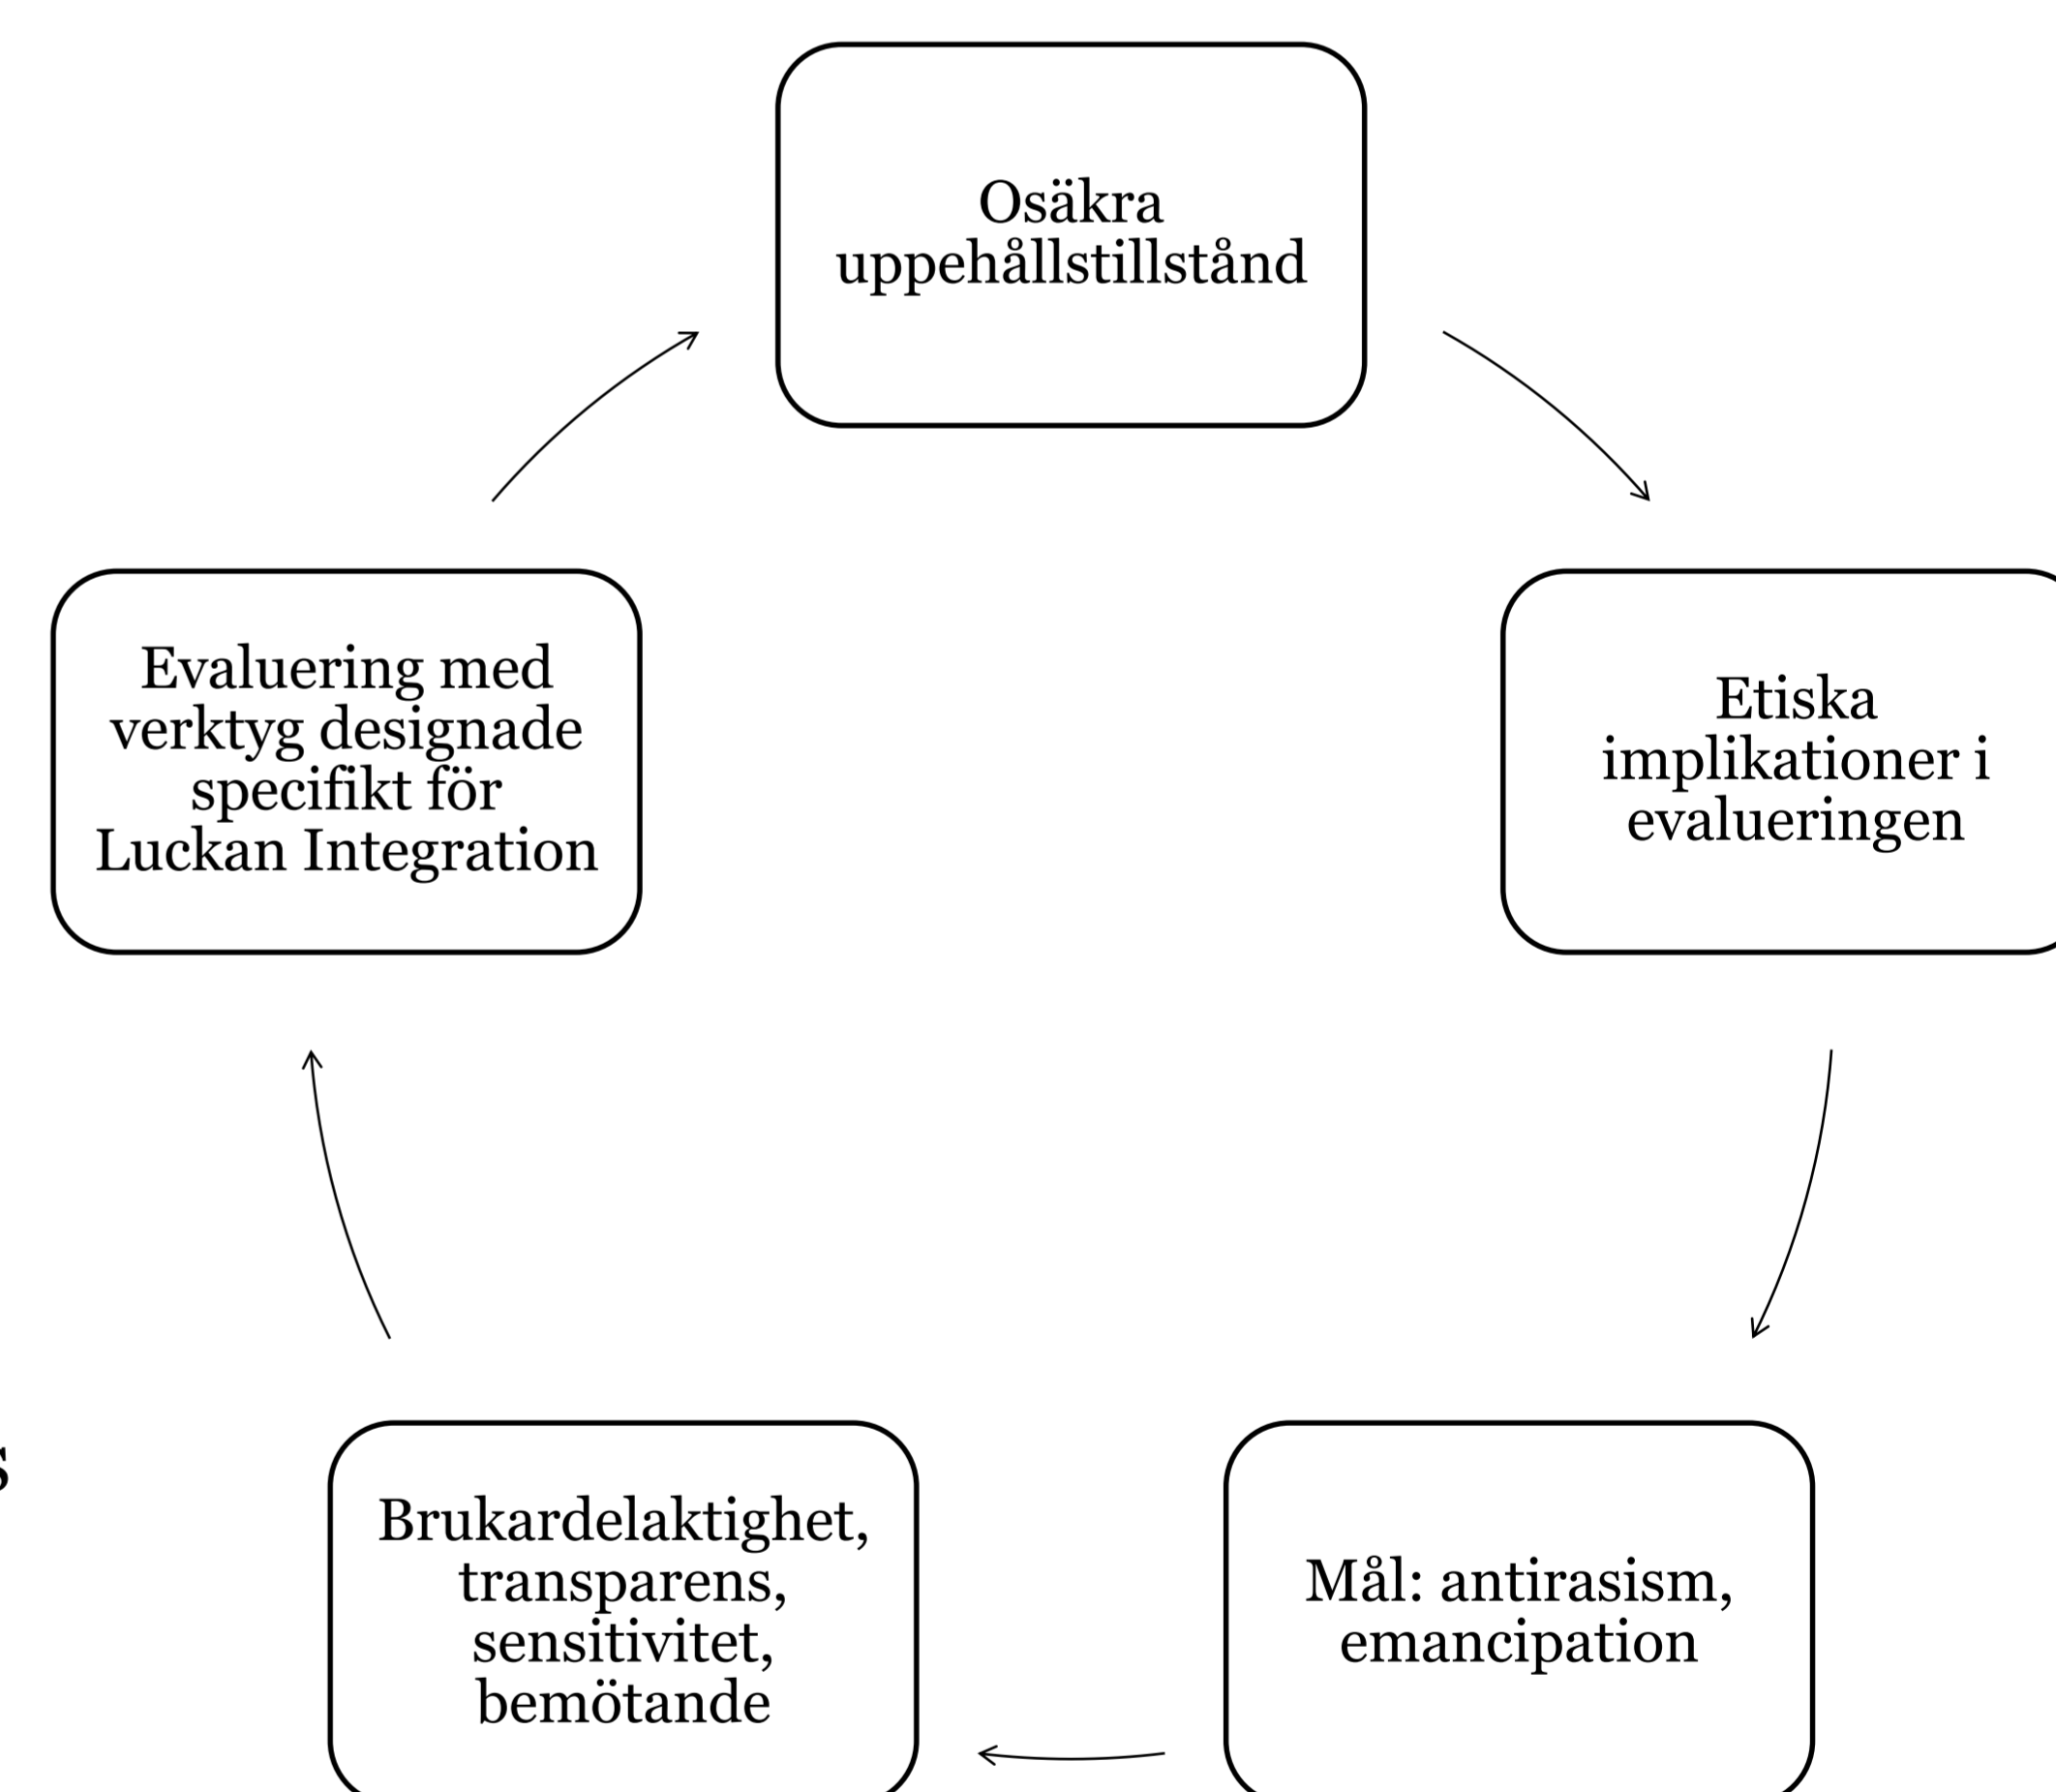 Osäkra
uppehållstillstånd
Etiska
implikationer i
evalueringen
Mål: antirasism,
emancipation
Brukardelaktighet,
transparens,
sensitivitet,
bemötande
Evaluering med
verktyg designade
specifikt för
Luckan Integration
s